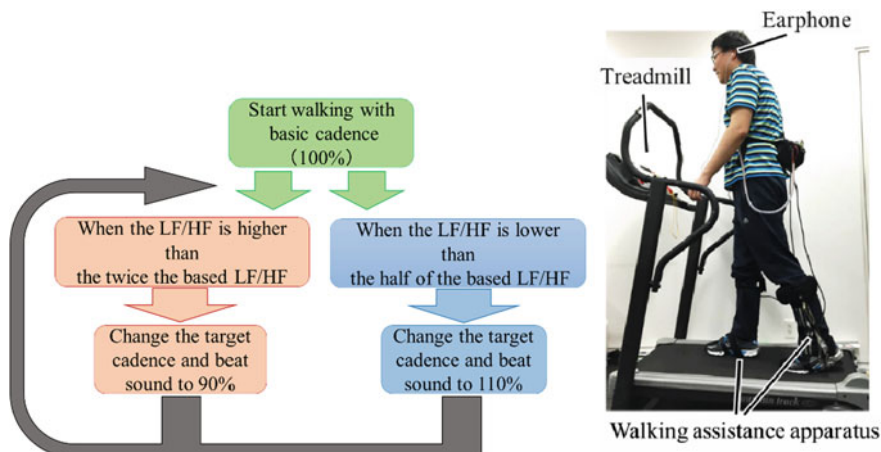 Start walking with
basic cadence
(100%)
When the LF/HF is higher
than
the twice the based LF/HF
When the LF/HF is lower
than
the half of the based LF/HF
Change the target
cadence and beat
sound to 90%
Change the target
cadence and beat
sound to 110%
Earphone
Treadmill
Walking assistance apparatus